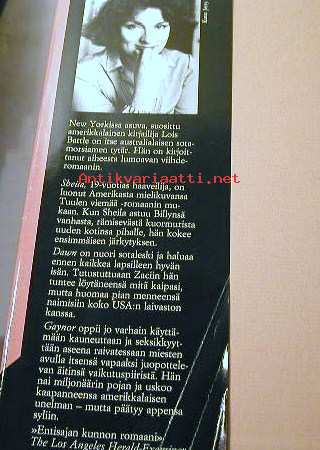 New Yorkissa asuva, suosittu
amerikkalainen kirjailija Lois
Battle on itse australialaisen sota-
morsiamen tytär. Hän on kirjoit-
tanut aiheesta lumoavan viihde-
romaanin.
Antikvariaatti.net
Sheila, 19-vuotias haaveilija, on
luonut Amerikasta mielikuvansa
Tuulen viemää -romaanin mu-
kaan. Kun Sheila astuu Billynsä
vanhasta, rämisevästä kuormurista
uuden kotinsa pihalle, hän kokee
ensimmäisen järkytyksen.
Dawn on nuori sotaleski ja haluaa
ennen kaikkea lapsilleen hyvän
isän. Tutustuttuaan Zaciin hän
tuntee löytäneensä mitä kaipasi,
mutta huomaa pian menneensä
naimisiin koko USA:n laivaston
kanssa.
Gaynor oppii jo varhain käyttä-
mään kauneuttaan ja seksikkyyt-
tään aseena raivatessaan miesten
avulla itsensä vapaaksi juopottele-
van äitinsä vaikutuspiiristä. Hän
nai miljonäärin pojan ja uskoo
kaapanneensa amerikkalaisen
unelman – mutta päätyy appensa
syliin.
»Entisajan kunnon romaani»
The Los Angeles Herald-Examiner